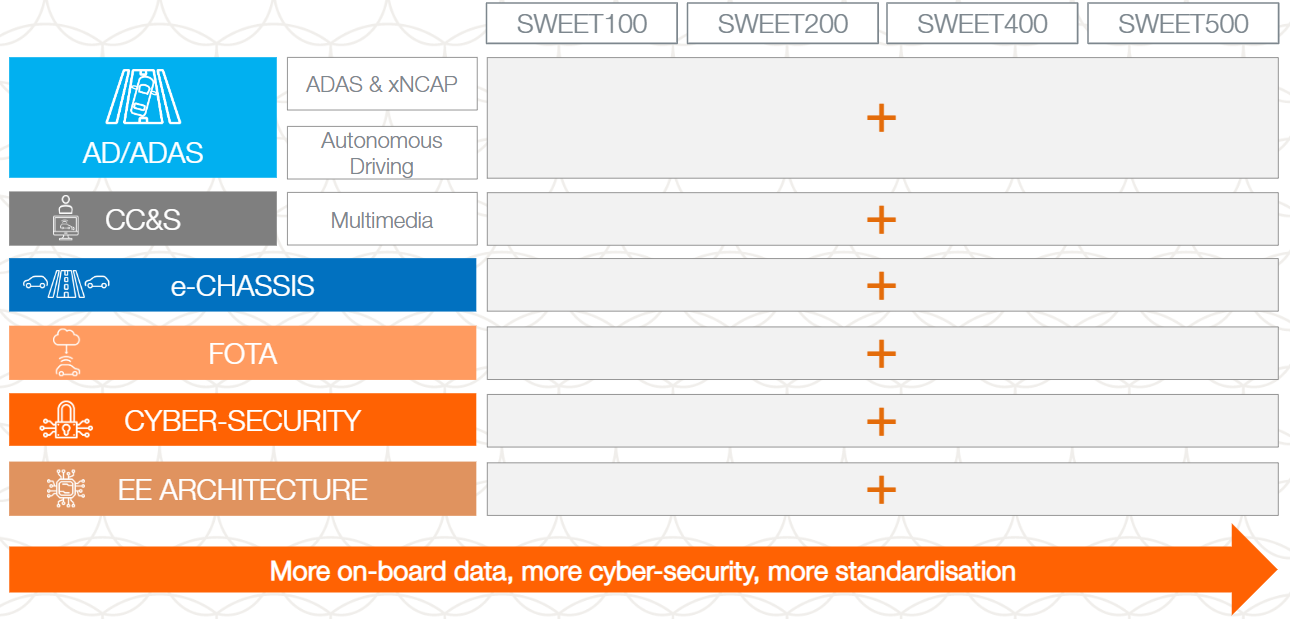 SWEET100 SWEET200 SWEET400 SWEET500
AD/ADAS
ADAS & xNCAP
+
Autonomous
Driving
CC&S Multimedia +
e-CHASSIS +
FOTA +
CYBER-SECURITY +
EE ARCHITECTURE +
More on-board data, more cyber-security, more standardisation